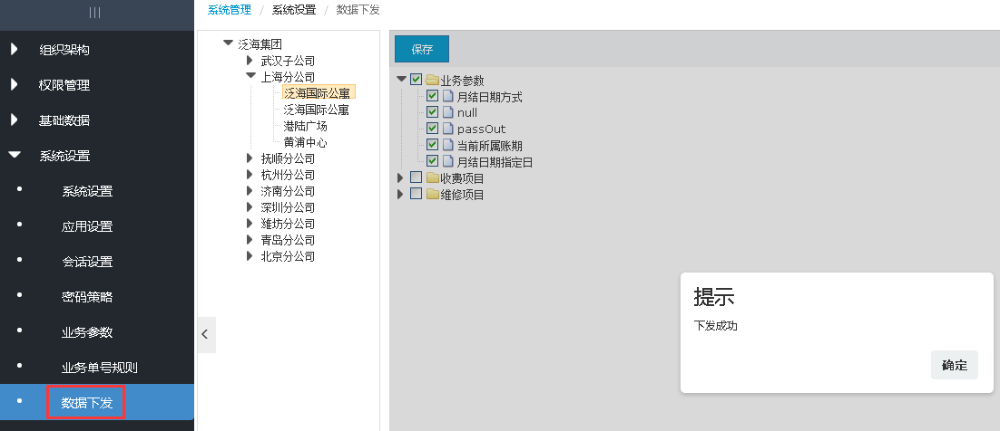 系统管理 / 系统设置 / 数据下发
组织架构
权限管理
基础数据
系统设置
系统设置
应用设置
会话设置
密码策略
业务参数
业务单号规则
数据下发
泛海集团
武汉子公司
上海分公司
泛海国际公寓
泛海国际公寓
港陆广场
黄浦中心
抚顺分公司
杭州分公司
济南分公司
深圳分公司
潍坊分公司
青岛分公司
北京分公司
保存
业务参数
月结日期方式
null
passOut
当前所属账期
月结日期指定日
收费项目
维修项目
提示
下发成功
确定